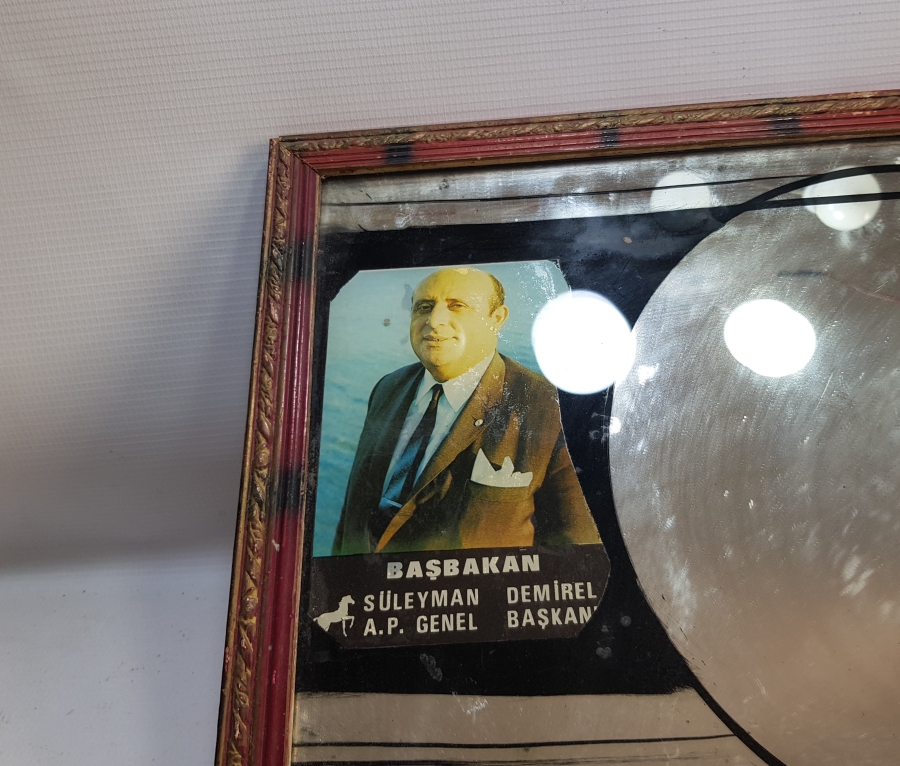 BAŞBAKAN
SÜLEYMAN DEMİREL
A.P. GENEL BAŞKANI